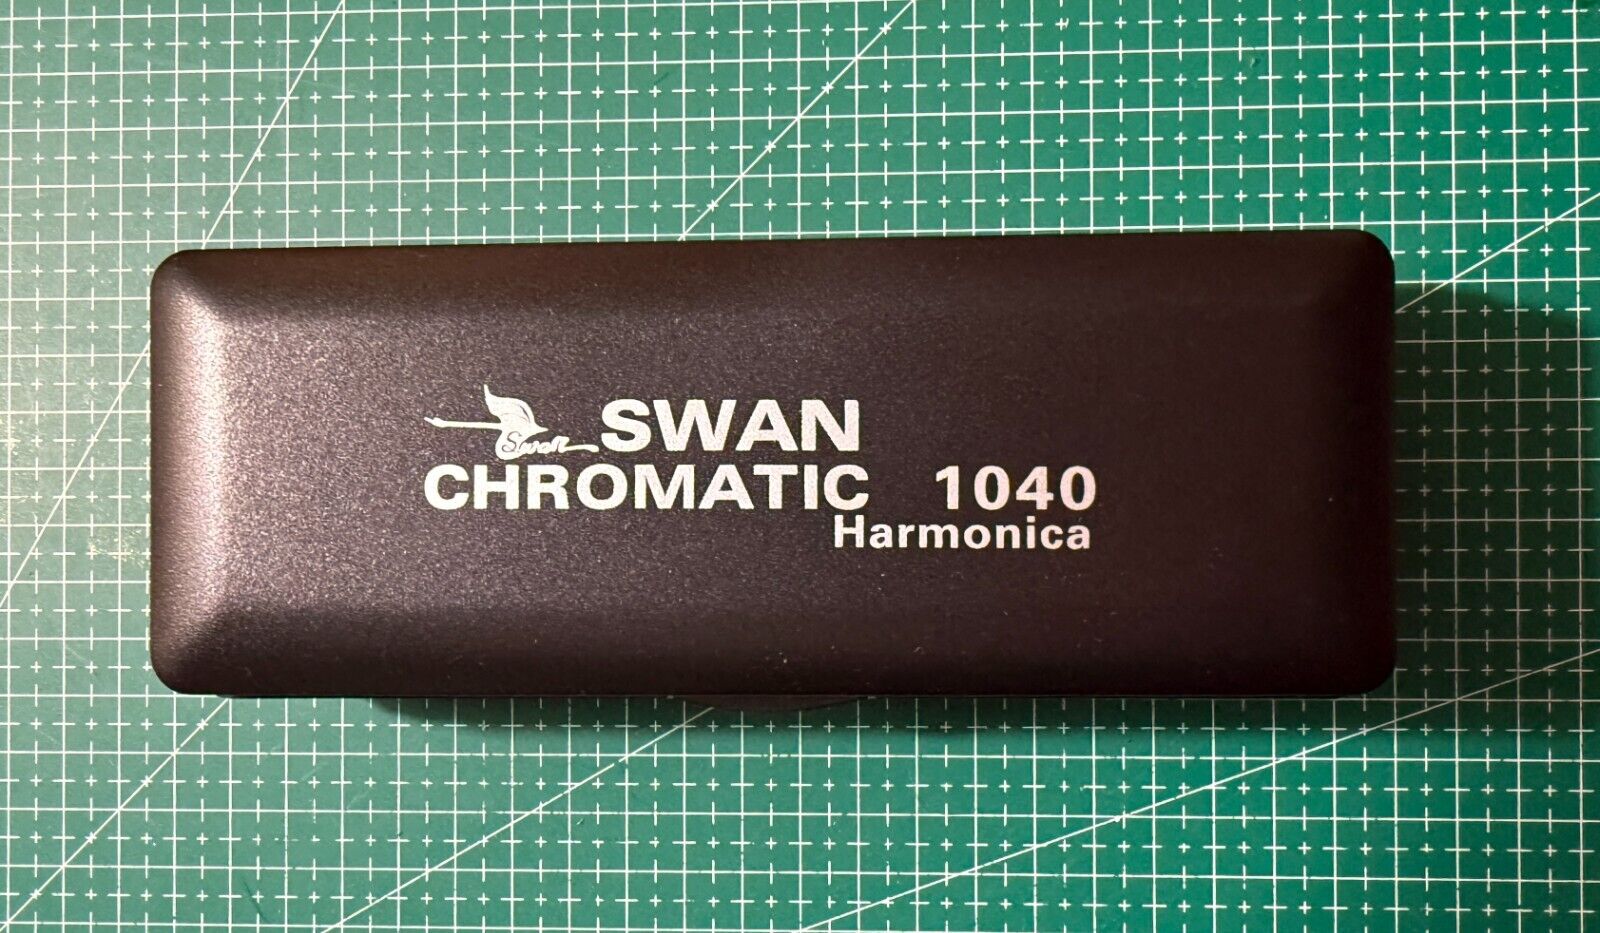 Swan SWAN
CHROMATIC 1040
Harmonica